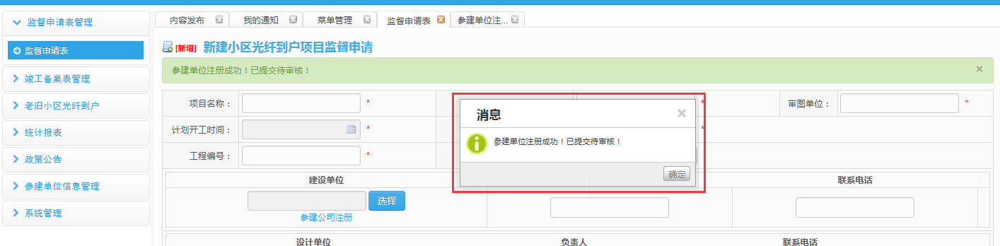 监督申请表管理
监督申请表
竣工备案表管理
老旧小区光纤到户
统计报表
政策公告
参建单位信息管理
系统管理
内容发布 我的通知 菜单管理 监督申请表 参建单位注...
[新增] 新建小区光纤到户项目监督申请
参建单位注册成功！已提交待审核！ ×
项目名称： * * 审图单位： *
计划开工时间： * *
工程编号： *
消息 ×
参建单位注册成功！已提交待审核！
确定
建设单位 联系电话
选择
参建公司注册
设计单位 负责人 联系电话